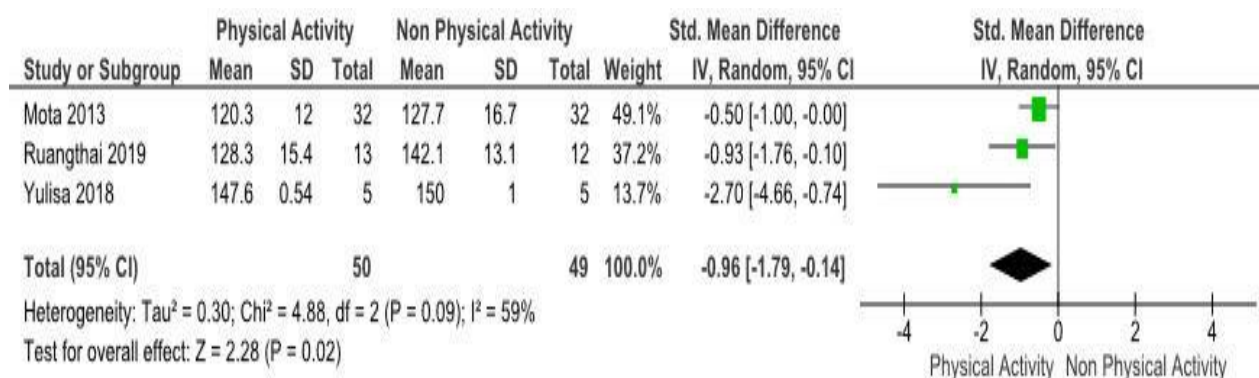 Physical Activity Non Physical Activity Std. Mean Difference Std. Mean Difference
Study or Subgroup Mean SD Total Mean SD Total Weight IV, Random, 95% CI IV, Random, 95% CI
Mota 2013 120.3 12 32 127.7 16.7 32 49.1% -0.50 [-1.00, -0.00]
Ruangthai 2019 128.3 15.4 13 142.1 13.1 12 37.2% -0.93 [-1.76, -0.10]
Yulisa 2018 147.6 0.54 5 150 1 5 13.7% -2.70 [-4.66, -0.74]
Total (95% CI) 50 49 100.0% -0.96 [-1.79, -0.14]
Heterogeneity: Tau² = 0.30; Chi² = 4.88, df = 2 (P = 0.09); I² = 59%
Test for overall effect: Z = 2.28 (P = 0.02)
-4 -2 0 2 4
Physical Activity Non Physical Activity